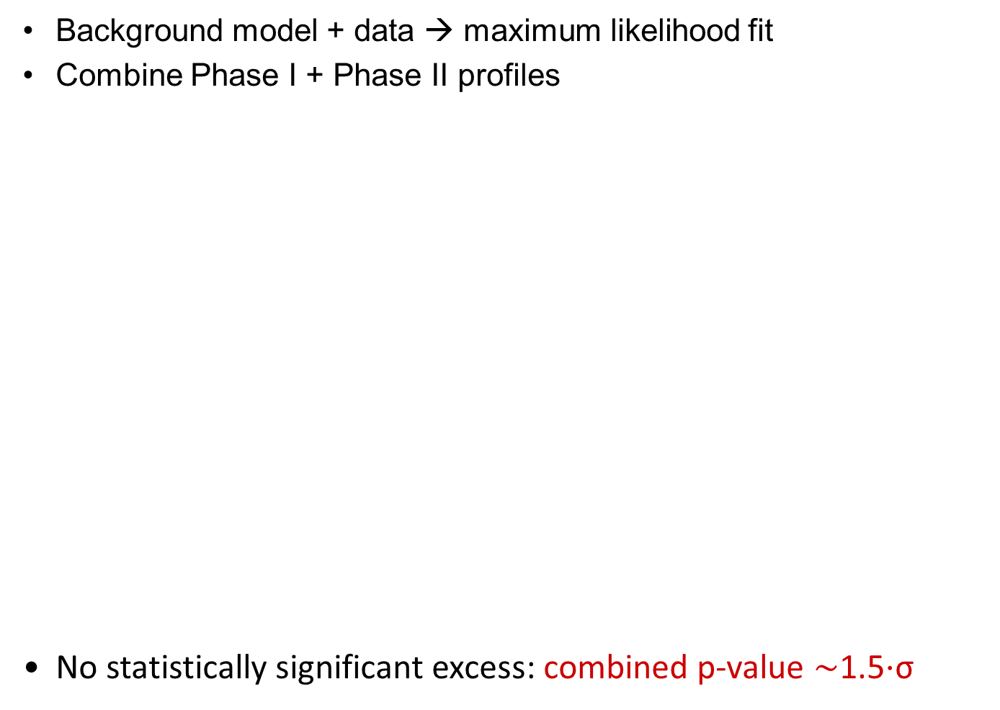 • Background model + data → maximum likelihood fit
• Combine Phase I + Phase II profiles
• No statistically significant excess: combined p-value ~1.5·σ